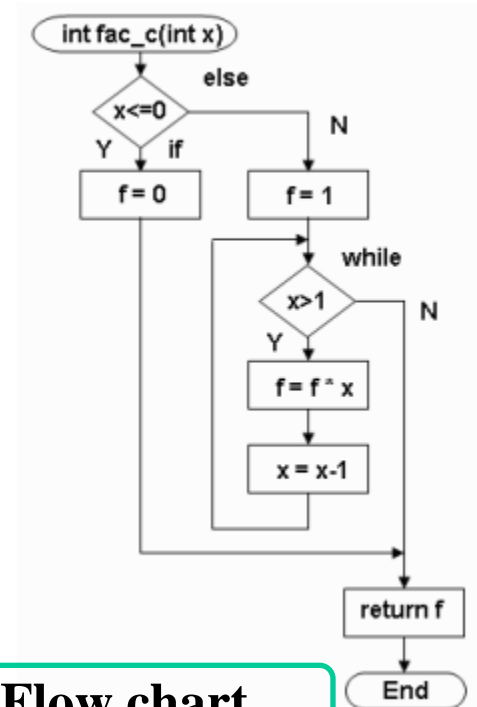 int fac_c(int x)
else
x<=0
N
Y if
f = 0
f = 1
while
x>1
N
Y
f = f * x
x = x-1
return f
End
Flow chart